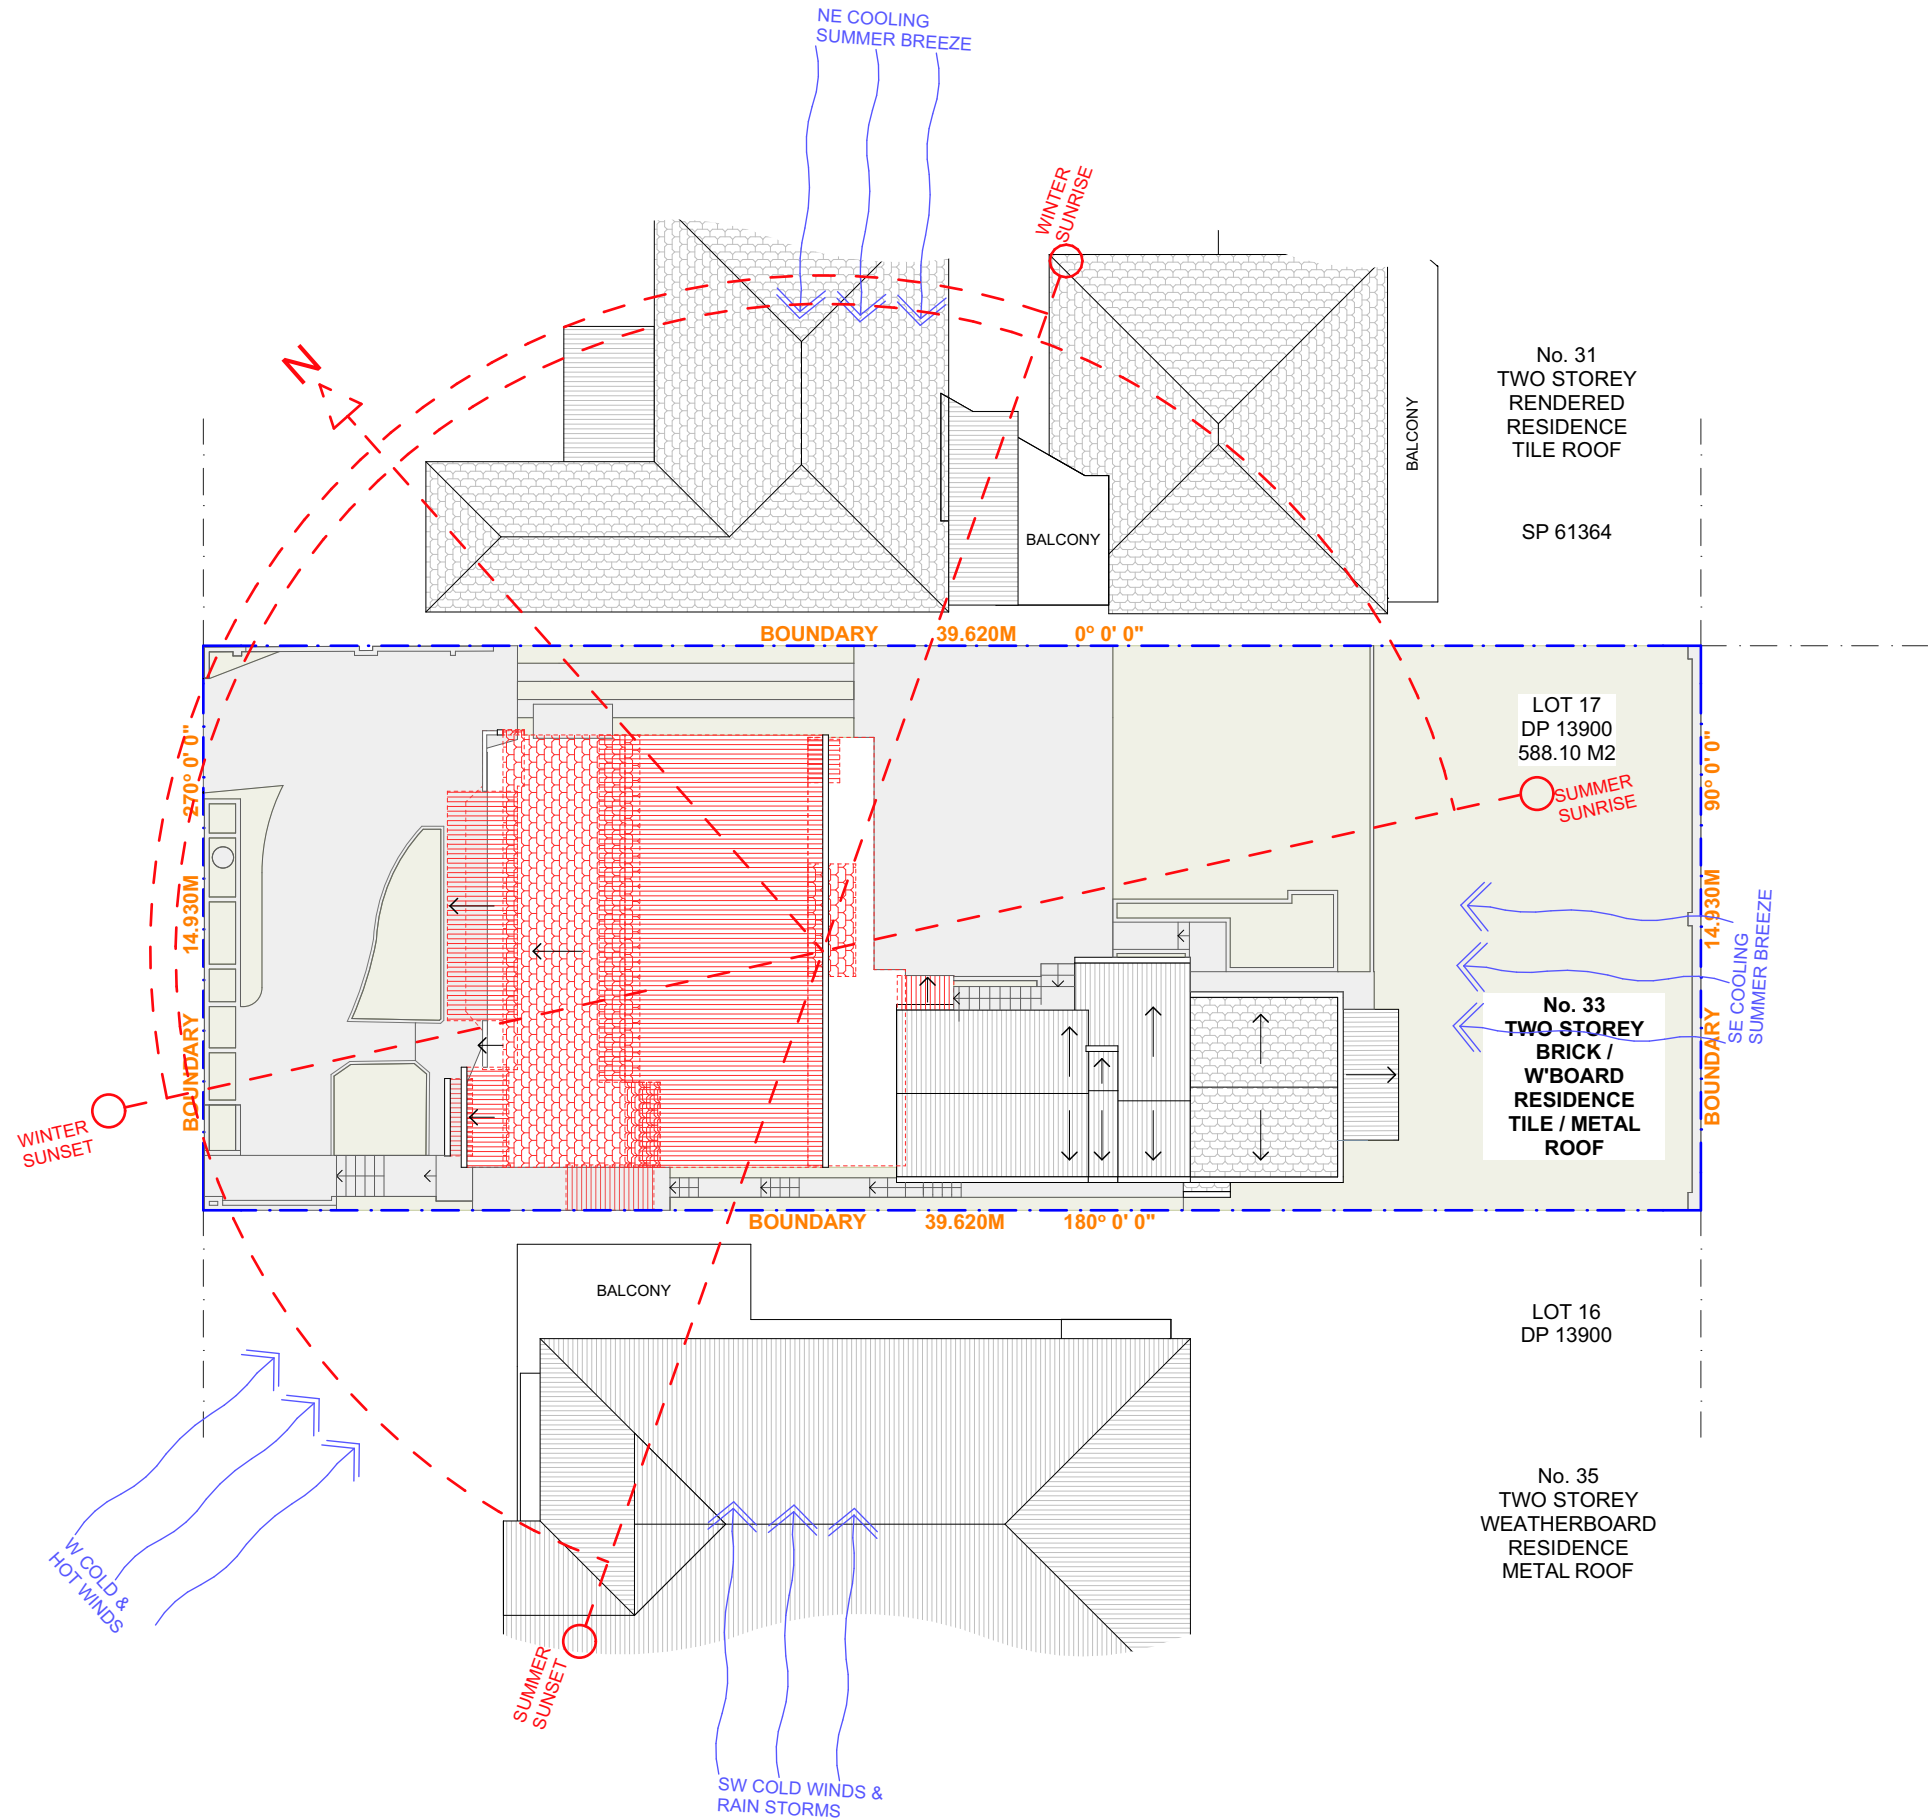 NE COOLING
SUMMER BREEZE
WINTER
SUNRISE
N
BALCONY
No. 31
TWO STOREY
RENDERED
RESIDENCE
TILE ROOF
SP 61364
BALCONY
BOUNDARY 39.620M 0° 0' 0"
LOT 17
DP 13900
588.10 M2
SUMMER
SUNRISE
BOUNDARY 14.930M 270° 0' 0"
BOUNDARY 14.930M 90° 0' 0"
SE COOLING
SUMMER BREEZE
No. 33
TWO STOREY
BRICK /
W'BOARD
RESIDENCE
TILE / METAL
ROOF
WINTER
SUNSET
BOUNDARY 39.620M 180° 0' 0"
BALCONY
LOT 16
DP 13900
No. 35
TWO STOREY
WEATHERBOARD
RESIDENCE
METAL ROOF
W COLD &
HOT WINDS
SUMMER
SUNSET
SW COLD WINDS &
RAIN STORMS